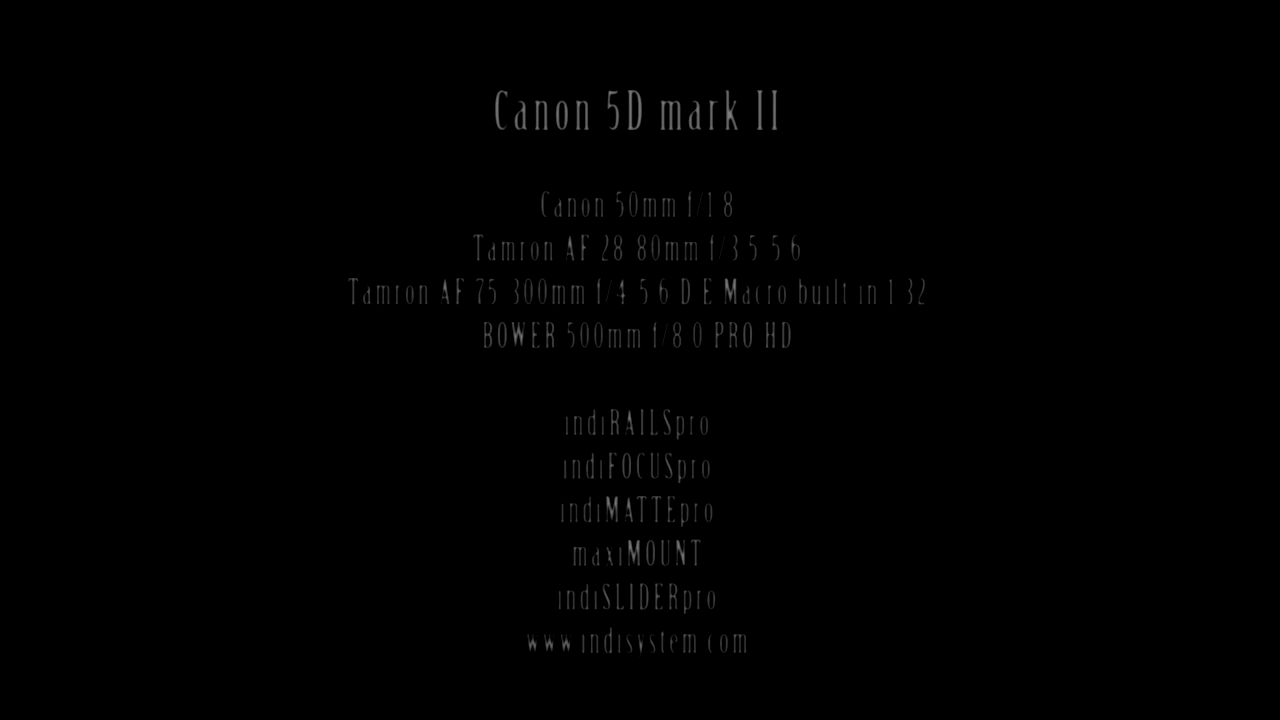 Canon 5D mark II
Canon 50mm f/1 8
Tamron AF 28 80mm f/3 5 5 6
Tamron AF 75 300mm f/4 5 6 D E Macro built in 1 32
BOWER 500mm f/8 0 PRO HD
indiRAILSpro
indiFOCUSpro
indiMATTEpro
maxiMOUNT
indiSLIDERpro
www indisystem com